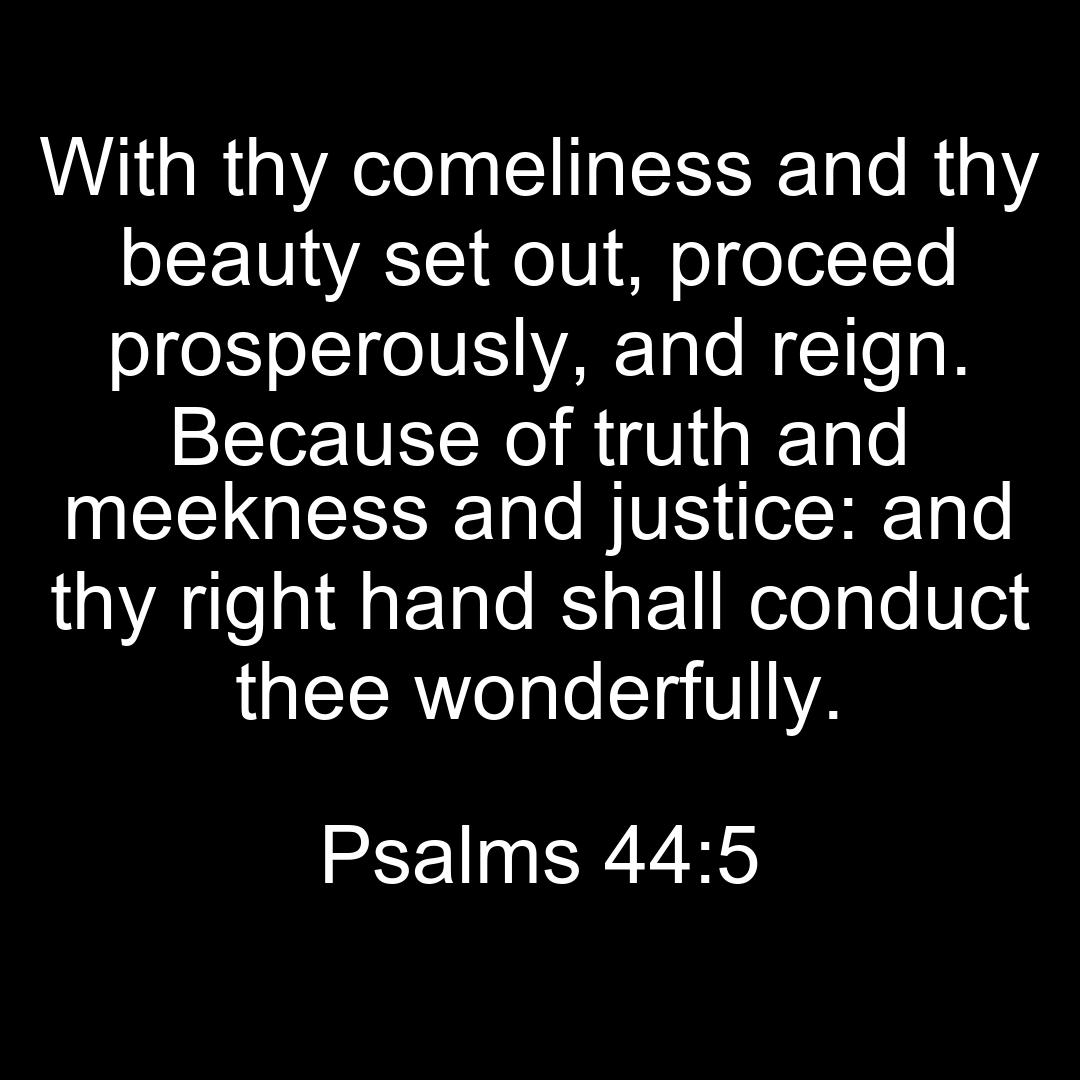 With thy comeliness and thy
beauty set out, proceed
prosperously, and reign.
Because of truth and
meekness and justice: and
thy right hand shall conduct
thee wonderfully.
Psalms 44:5